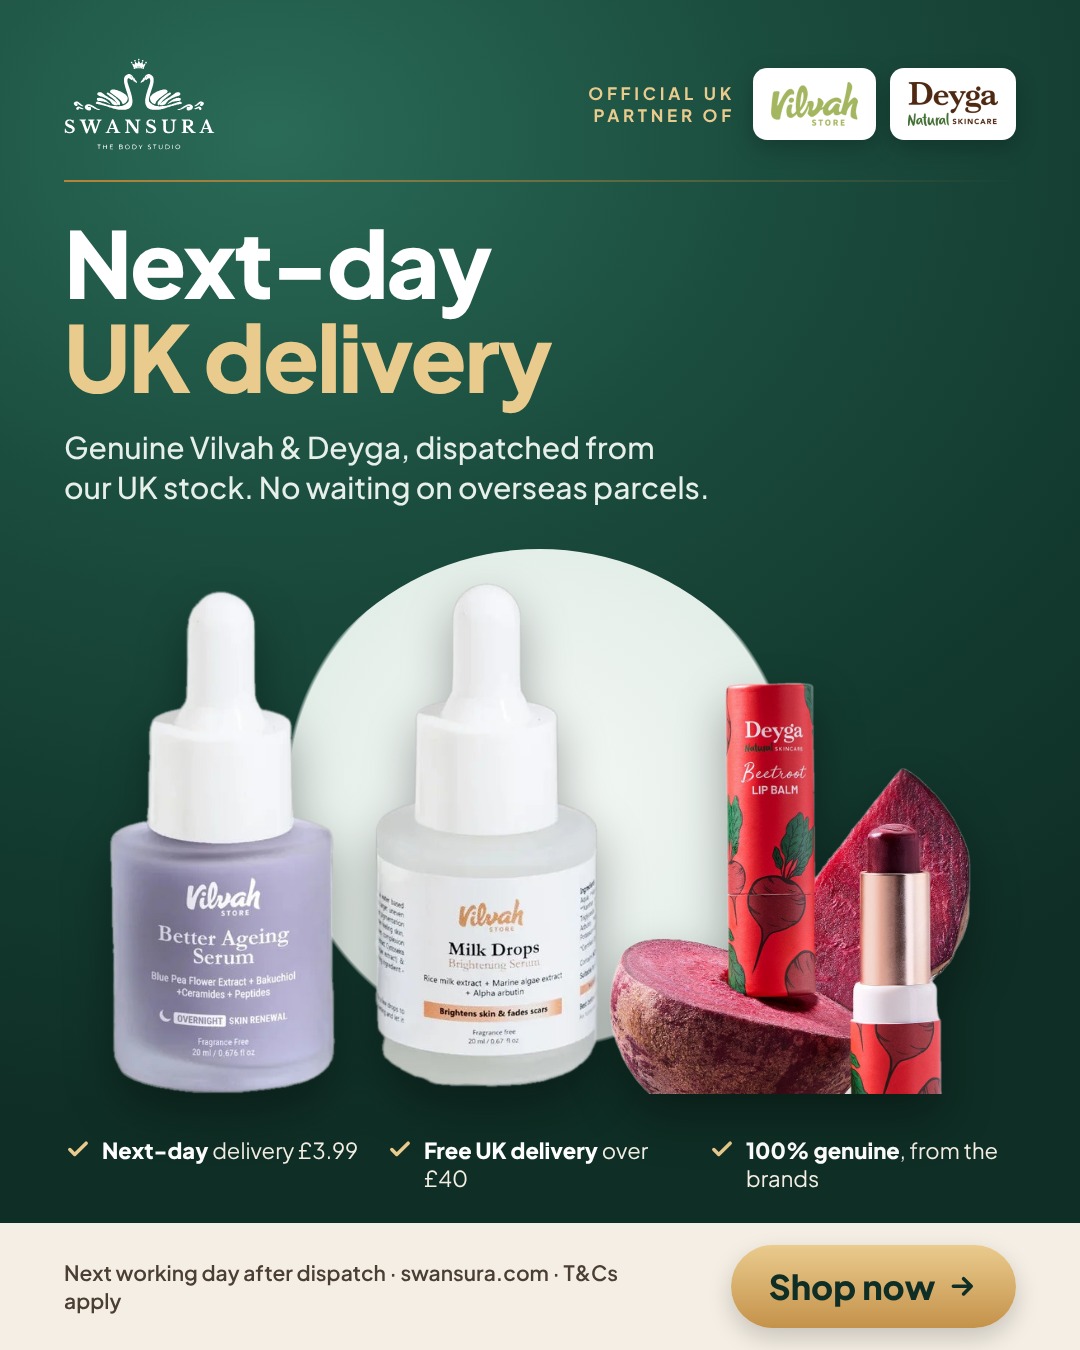 SWANSURA
THE BODY STUDIO
OFFICIAL UK
PARTNER OF
Vilvah
STORE
Deyga
Natural SKINCARE
Next-day
UK delivery
Genuine Vilvah & Deyga, dispatched from
our UK stock. No waiting on overseas parcels.
Vilvah
STORE
Better Ageing
Serum
Blue Pea Flower Extract + Bakuchiol
+Ceramides + Peptides
OVERNIGHT SKIN RENEWAL
Fragrance Free
20 ml / 0.676 fl oz
Vilvah
STORE
Milk Drops
Brightening Serum
Rice milk extract + Marine algae extract
+ Alpha arbutin
Brightens skin & fades scars
Fragrance free
20 ml / 0.67 fl oz
Deyga
Natural SKINCARE
Beetroot
LIP BALM
Next-day delivery £3.99
Free UK delivery over
£40
100% genuine, from the
brands
Next working day after dispatch · swansura.com · T&Cs
apply
Shop now →